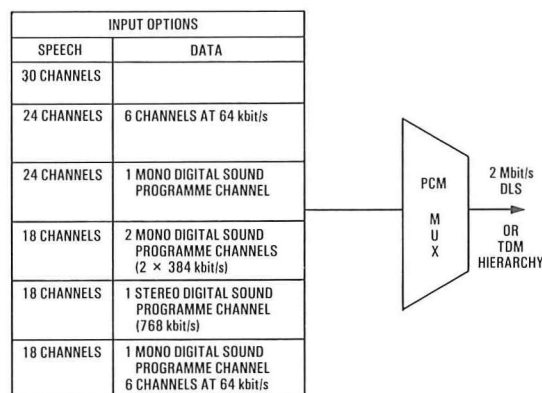 INPUT OPTIONS
SPEECH DATA
30 CHANNELS
24 CHANNELS 6 CHANNELS AT 64 kbit/s
24 CHANNELS 1 MONO DIGITAL SOUND
PROGRAMME CHANNEL
18 CHANNELS 2 MONO DIGITAL SOUND
PROGRAMME CHANNELS
(2 × 384 kbit/s)
18 CHANNELS 1 STEREO DIGITAL SOUND
PROGRAMME CHANNEL
(768 kbit/s)
18 CHANNELS 1 MONO DIGITAL SOUND
PROGRAMME CHANNEL
6 CHANNELS AT 64 kbit/s
PCM
M
U
X
2 Mbit/s
DLS
OR
TDM
HIERARCHY